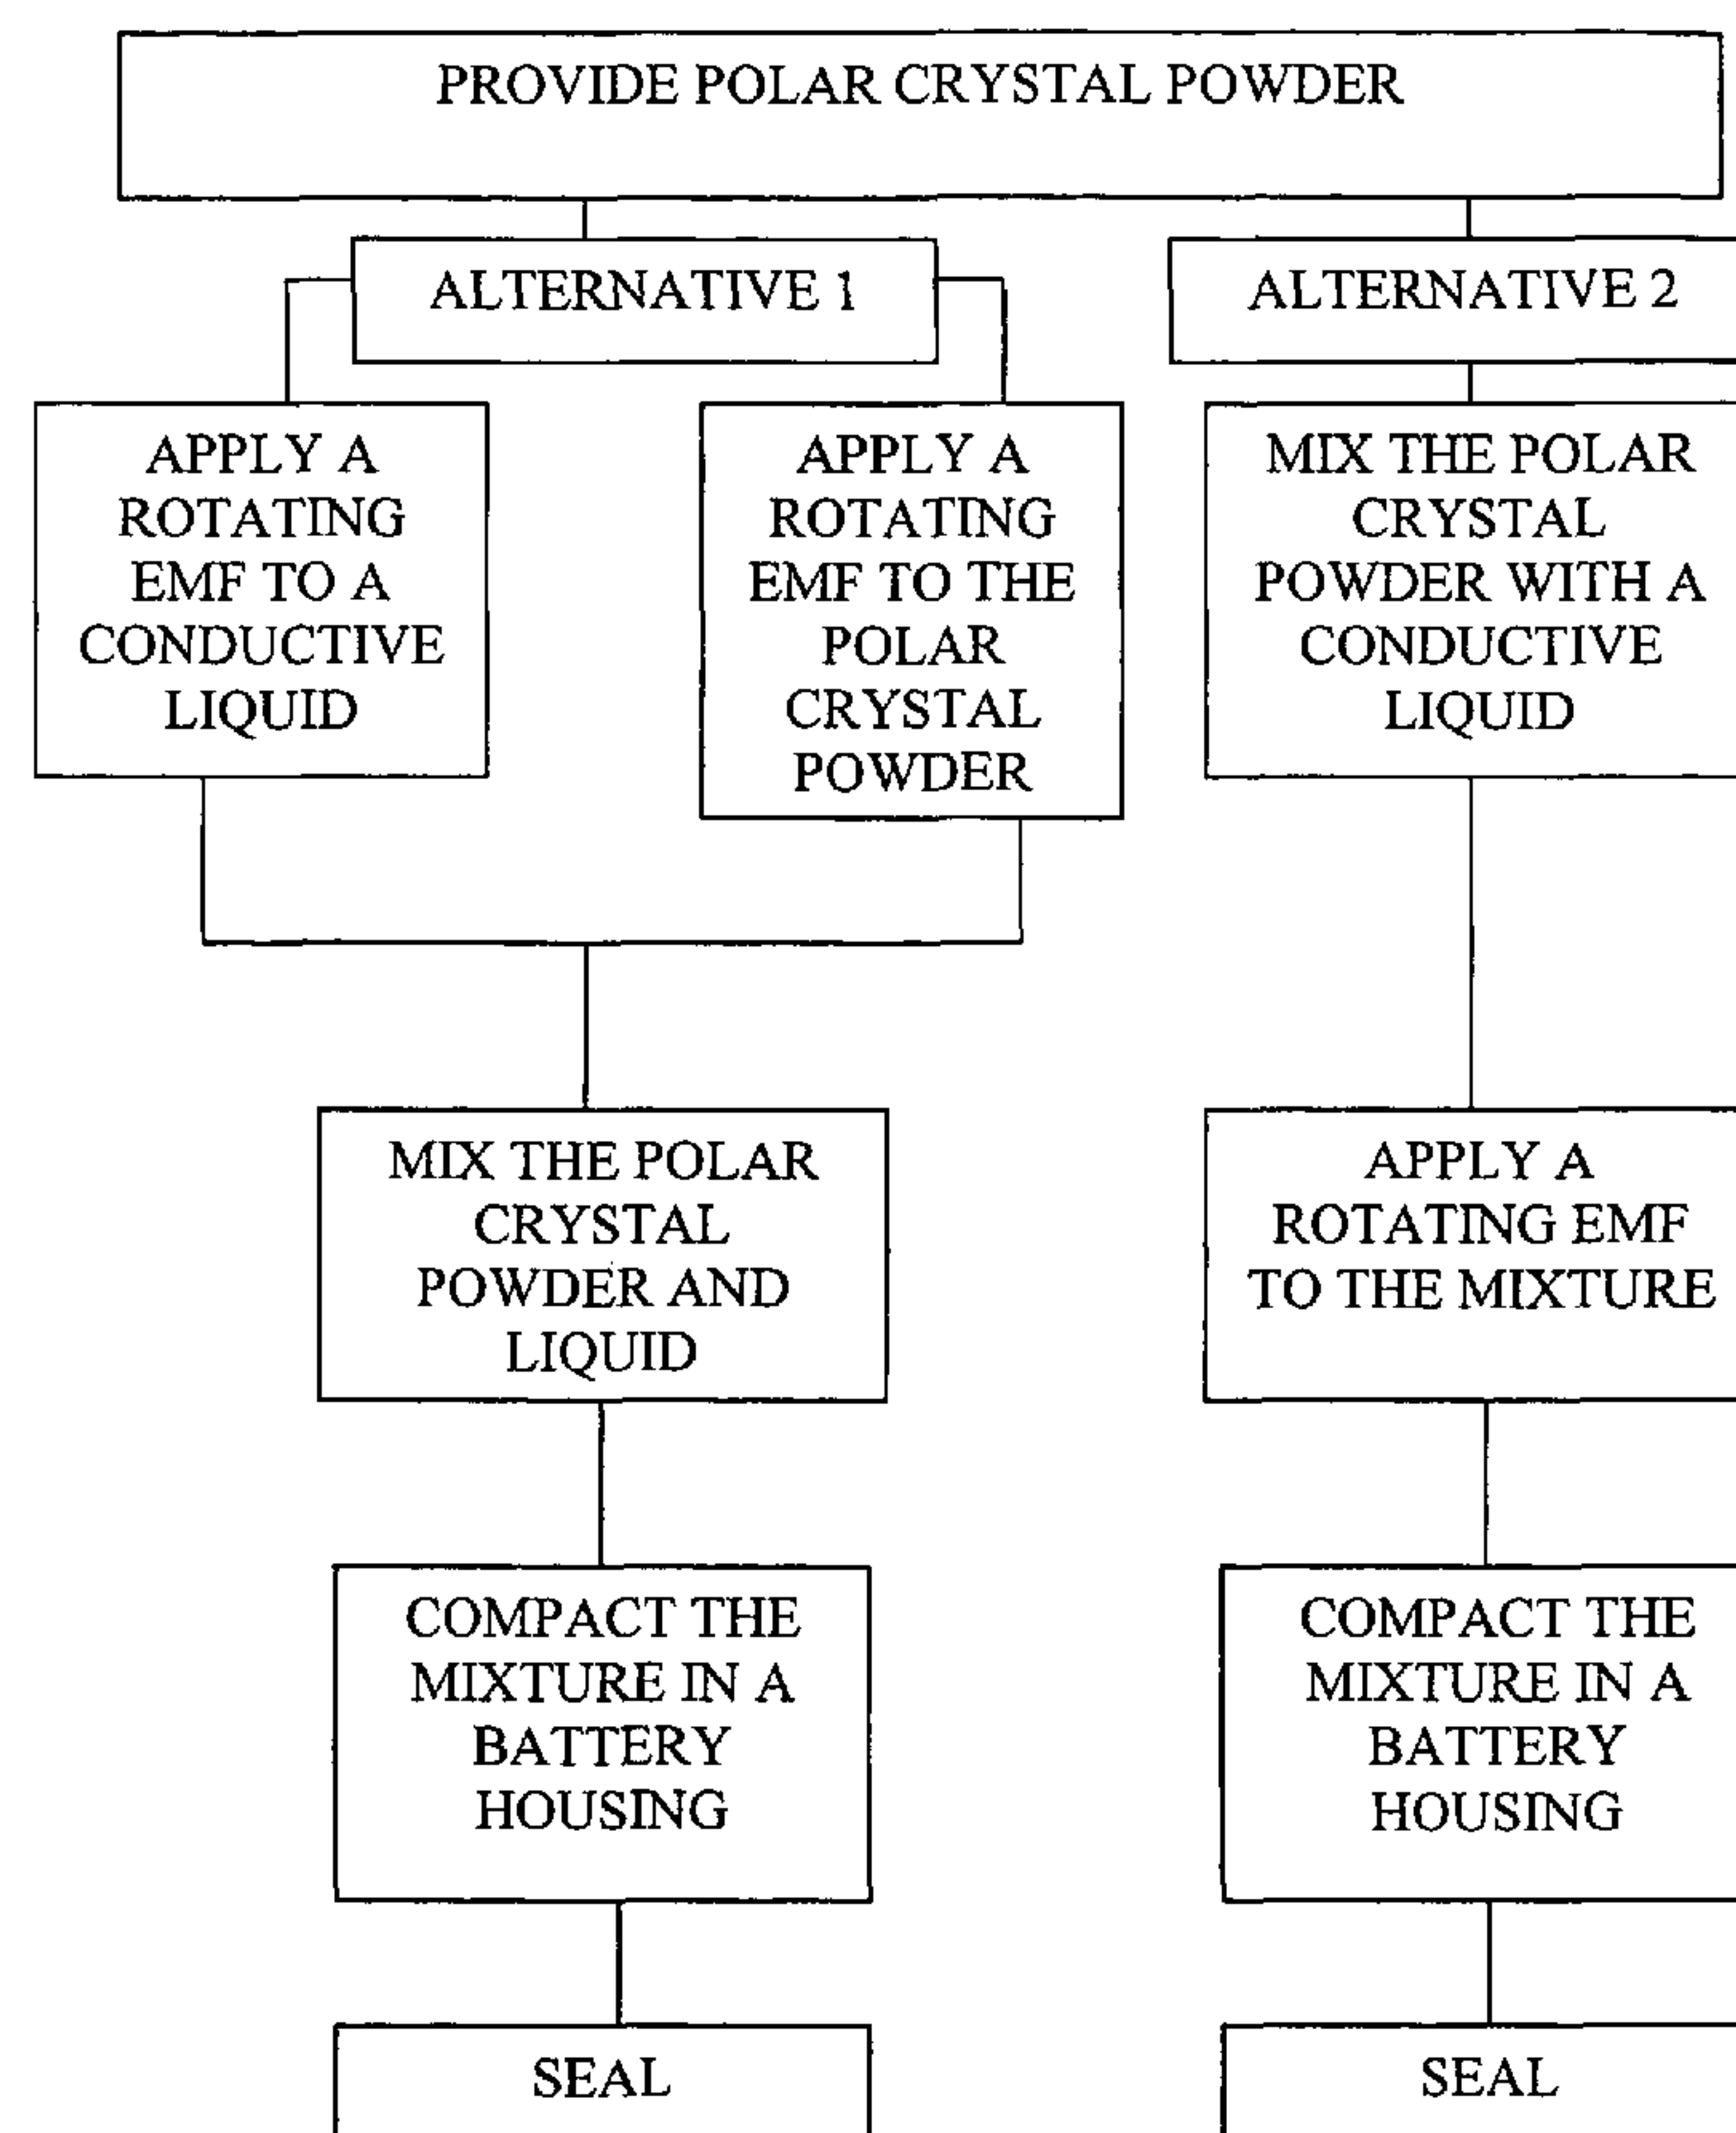 PROVIDE POLAR CRYSTAL POWDER
ALTERNATIVE 1
ALTERNATIVE 2
APPLY A
ROTATING
EMF TO A
CONDUCTIVE
LIQUID
APPLY A
ROTATING
EMF TO THE
POLAR
CRYSTAL
POWDER
MIX THE POLAR
CRYSTAL
POWDER WITH A
CONDUCTIVE
LIQUID
MIX THE POLAR
CRYSTAL
POWDER AND
LIQUID
APPLY A
ROTATING EMF
TO THE MIXTURE
COMPACT THE
MIXTURE IN A
BATTERY
HOUSING
COMPACT THE
MIXTURE IN A
BATTERY
HOUSING
SEAL
SEAL